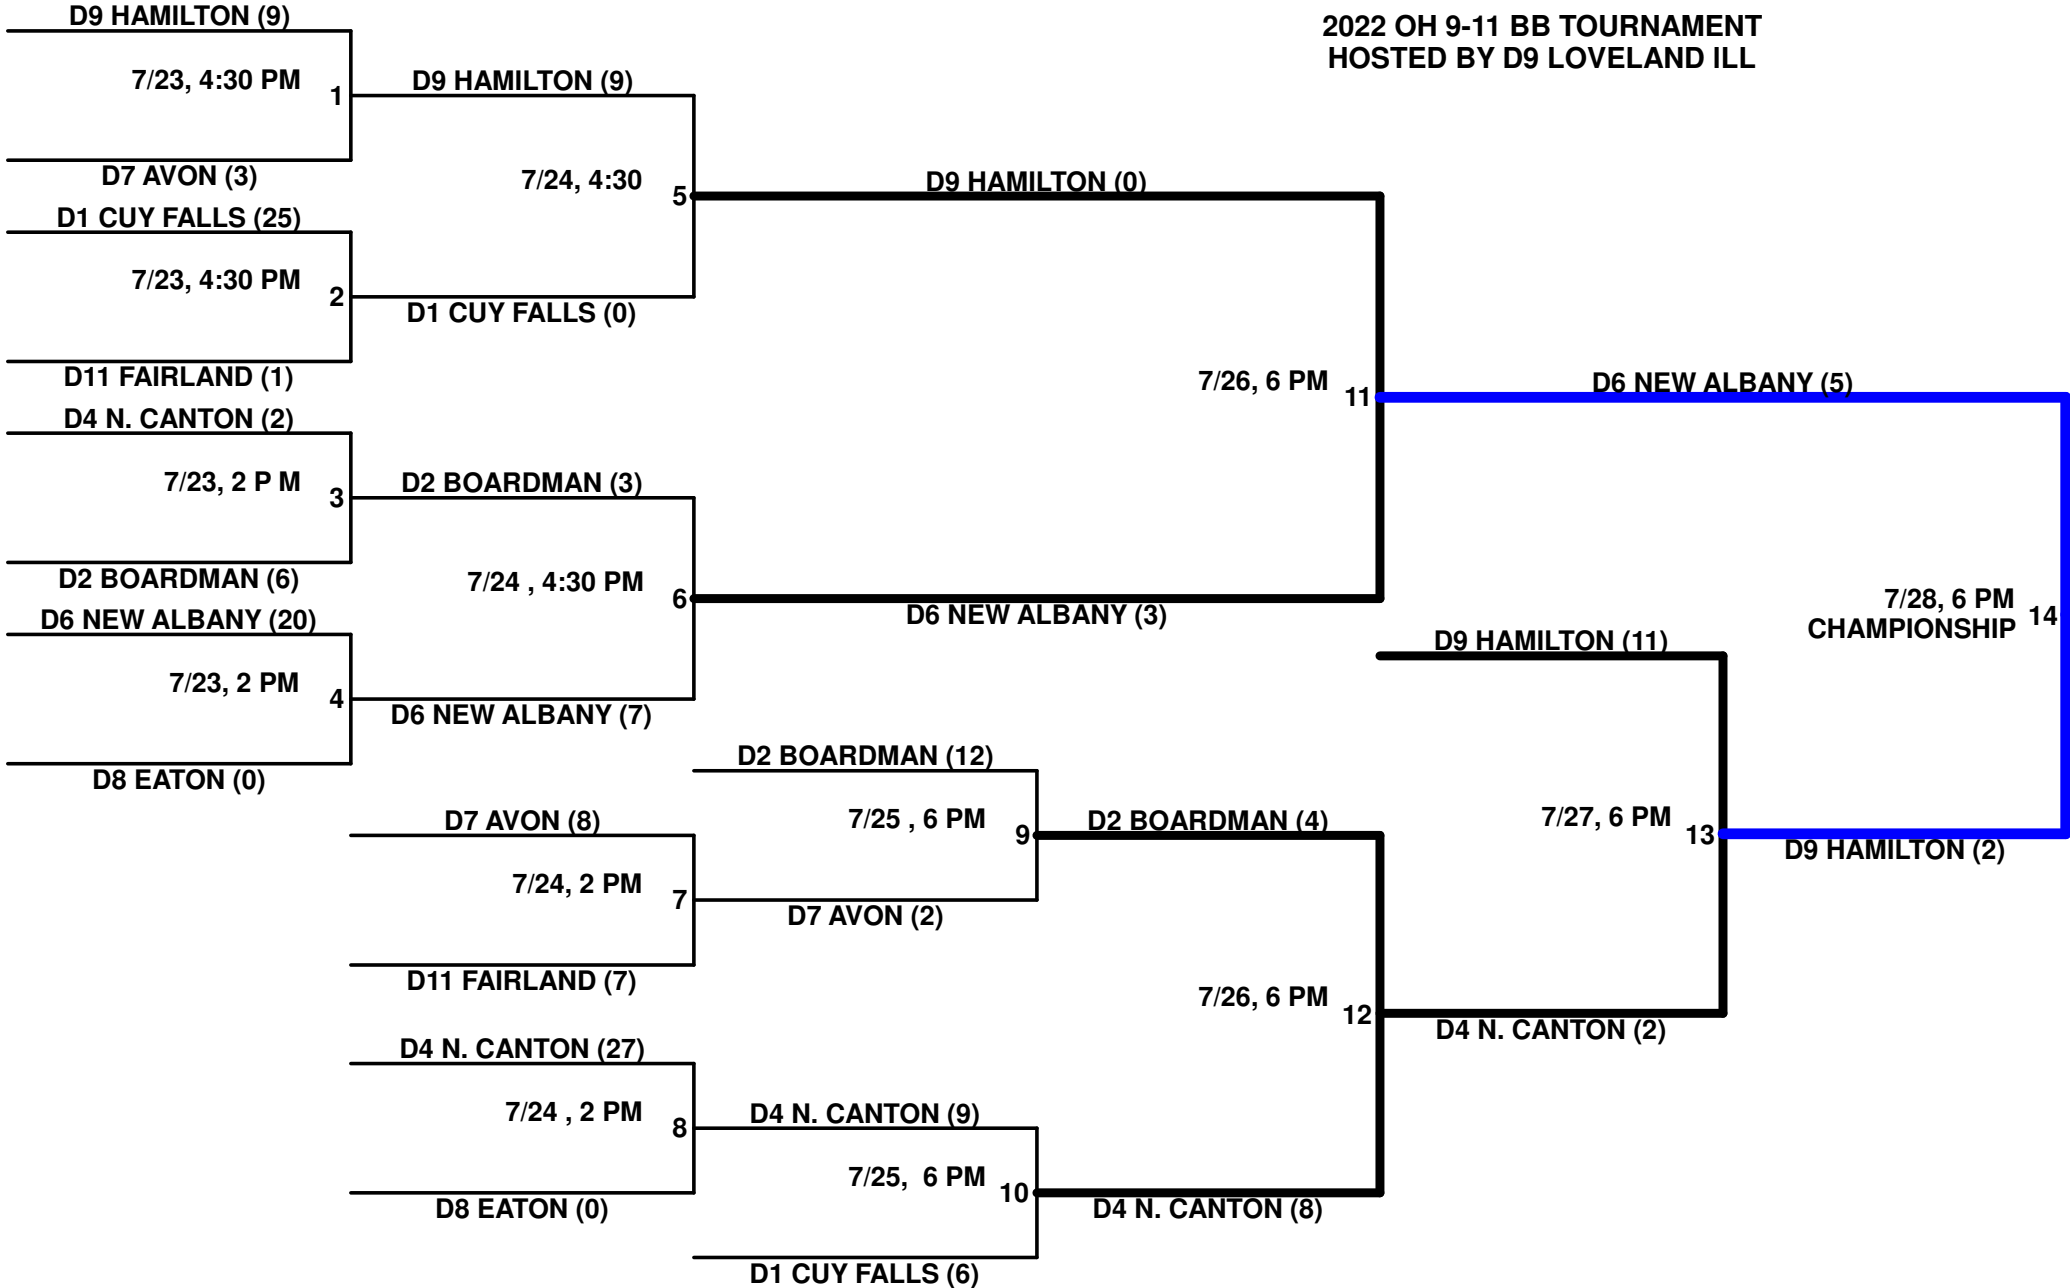 D9 HAMILTON (9)
2022 OH 9-11 BB TOURNAMENT
HOSTED BY D9 LOVELAND ILL
7/23, 4:30 PM
1
D9 HAMILTON (9)
D7 AVON (3)
7/24, 4:30
5
D9 HAMILTON (0)
D1 CUY FALLS (25)
7/23, 4:30 PM
2
D1 CUY FALLS (0)
D11 FAIRLAND (1)
7/26, 6 PM
11
D6 NEW ALBANY (5)
D4 N. CANTON (2)
7/23, 2 P M
3
D2 BOARDMAN (3)
D2 BOARDMAN (6)
7/24 , 4:30 PM
6
D6 NEW ALBANY (3)
D6 NEW ALBANY (20)
7/23, 2 PM
4
D6 NEW ALBANY (7)
D8 EATON (0)
7/28, 6 PM
CHAMPIONSHIP
14
D9 HAMILTON (11)
D2 BOARDMAN (12)
7/25 , 6 PM
9
D2 BOARDMAN (4)
D7 AVON (8)
7/24, 2 PM
7
D7 AVON (2)
D11 FAIRLAND (7)
7/27, 6 PM
13
D9 HAMILTON (2)
7/26, 6 PM
12
D4 N. CANTON (2)
D4 N. CANTON (27)
7/24 , 2 PM
8
D4 N. CANTON (9)
D8 EATON (0)
7/25,  6 PM
10
D4 N. CANTON (8)
D1 CUY FALLS (6)